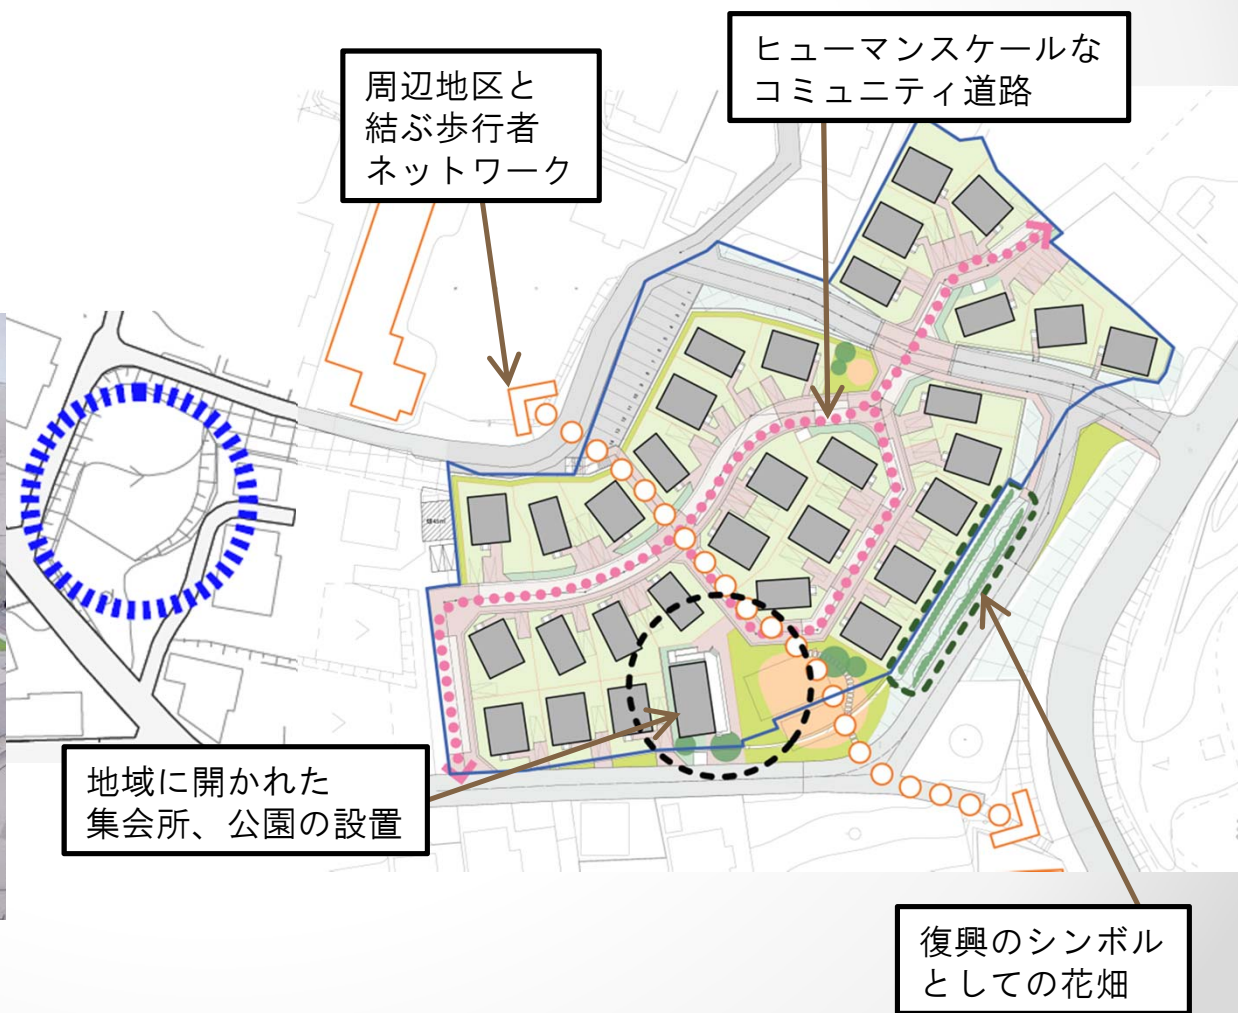 ヒューマンスケールな
コミュニティ道路
周辺地区と
結ぶ歩行者
ネットワーク
地域に開かれた
集会所、公園の設置
復興のシンボル
としての花畑